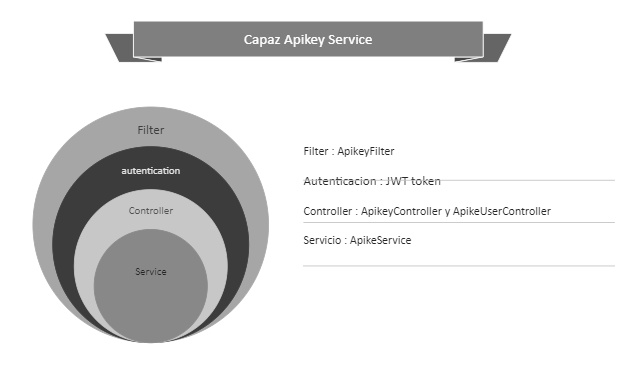 Capaz Apikey Service
Filter
autentication
Controller
Service
Filter : ApikeyFilter
Autenticacion : JWT token
Controller : ApikeyController y ApikeUserController
Servicio : ApikeService